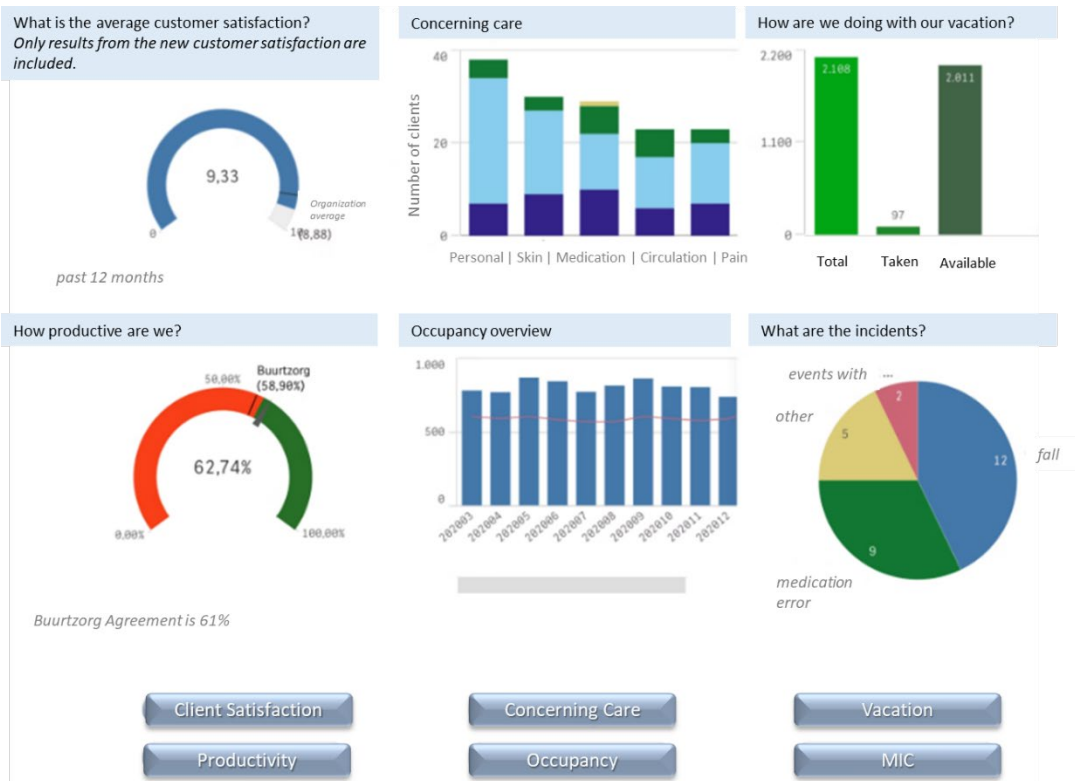 What is the average customer satisfaction?
Only results from the new customer satisfaction are
included.
9,33
Organization
average
(8,88)
0
10
past 12 months
Concerning care
Number of clients
40
20
0
Personal | Skin | Medication | Circulation | Pain
How are we doing with our vacation?
2.200
1.100
0
2.108
97
2.011
Total
Taken
Available
How productive are we?
50,00%
Buurtzorg
(58,90%)
62,74%
0,00%
100,00%
Buurtzorg Agreement is 61%
Occupancy overview
1.000
500
0
202003
202004
202005
202006
202007
202008
202009
202010
202011
202012
What are the incidents?
events with ...
2
other
5
12
fall
9
medication
error
Client Satisfaction
Concerning Care
Vacation
Productivity
Occupancy
MIC